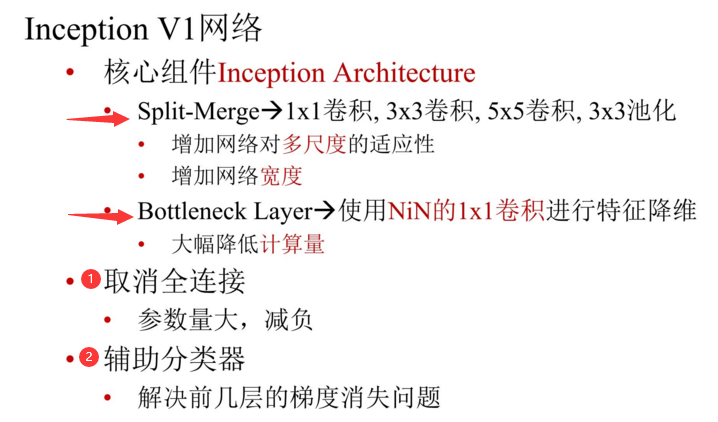 Inception V1网络
• 核心组件Inception Architecture
• Split-Merge→1x1卷积, 3x3卷积, 5x5卷积, 3x3池化
• 增加网络对多尺度的适应性
• 增加网络宽度
• Bottleneck Layer→使用NiN的1x1卷积进行特征降维
• 大幅降低计算量
• 1 取消全连接
• 参数量大，减负
• 2 辅助分类器
• 解决前几层的梯度消失问题